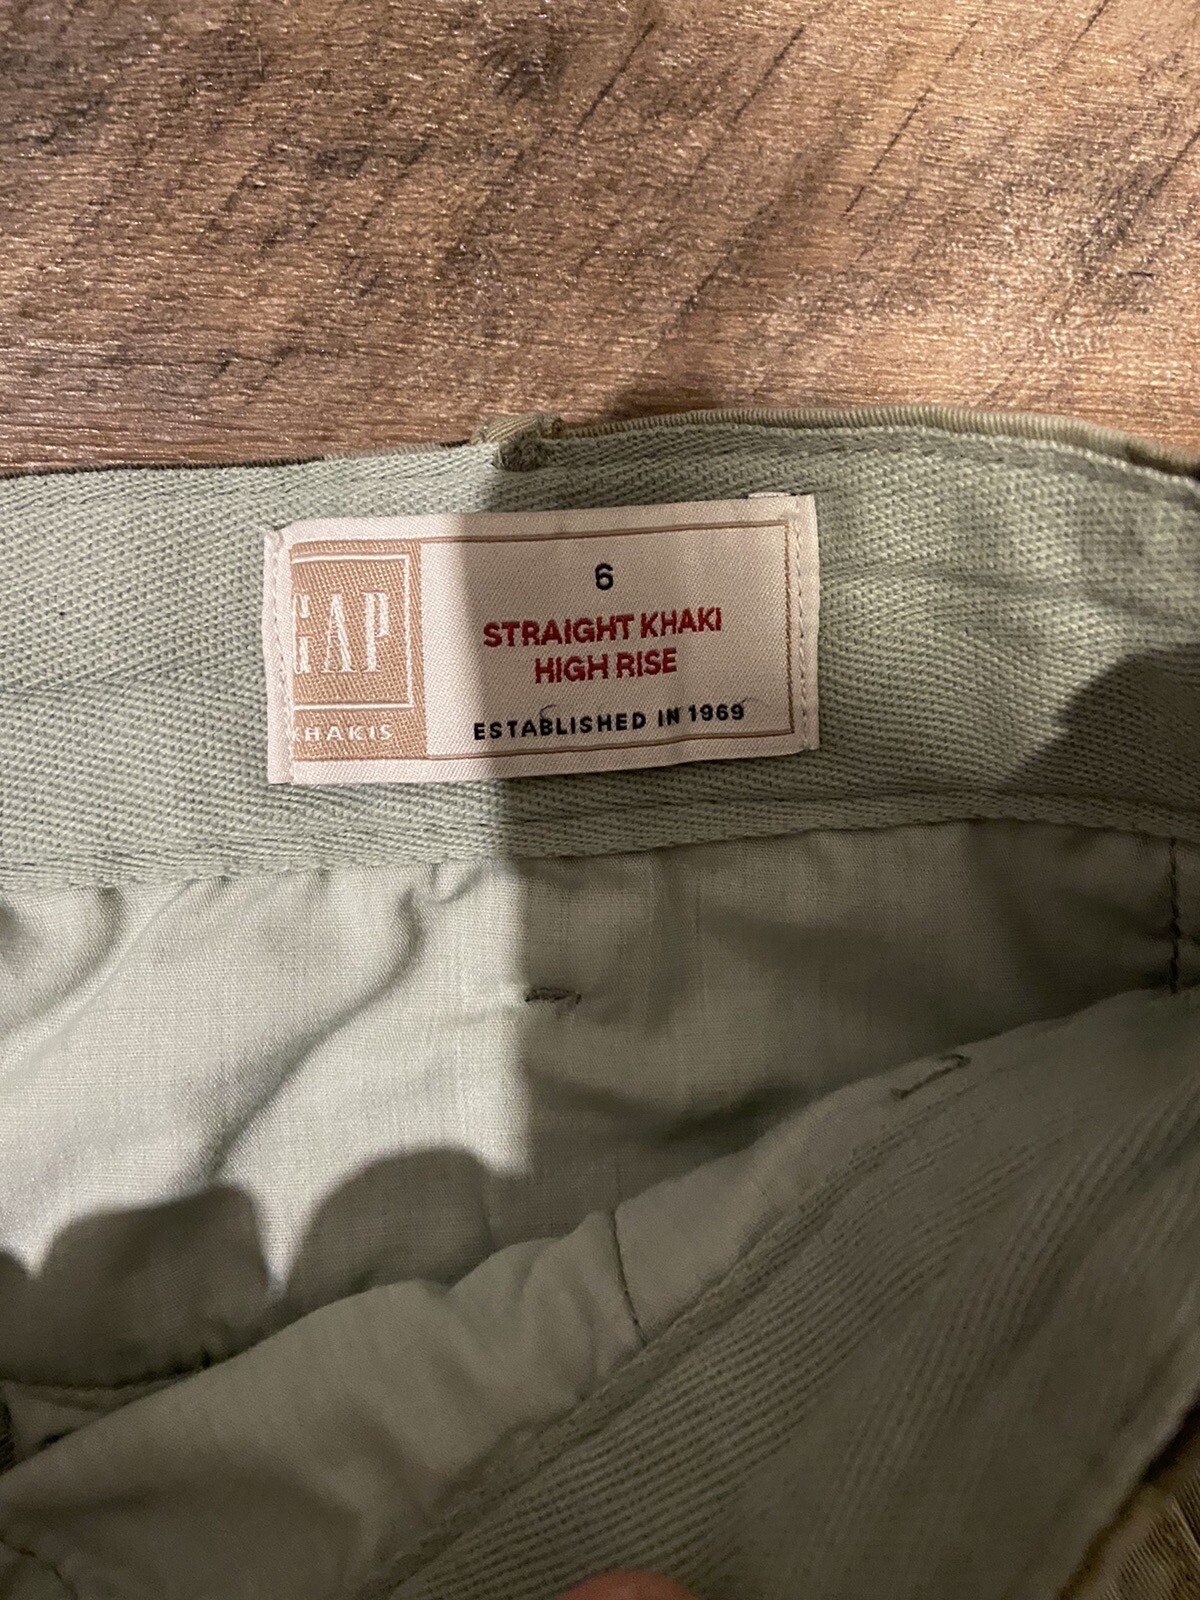 GAP
KHAKIS
6
STRAIGHT KHAKI
HIGH RISE
ESTABLISHED IN 1969